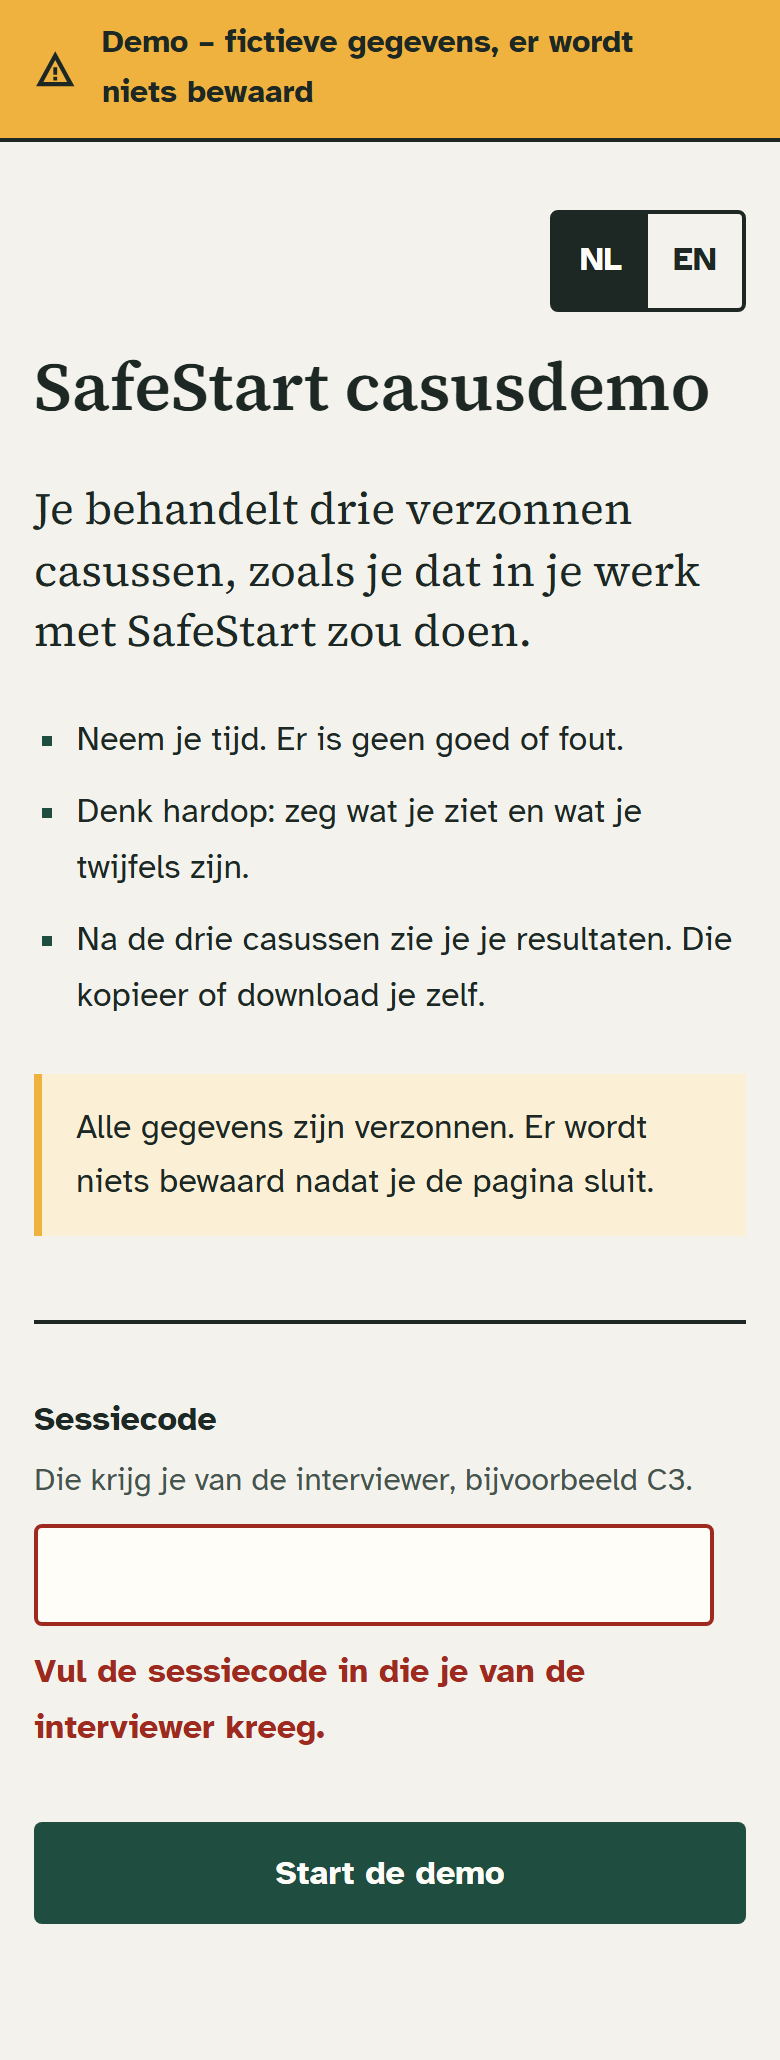 Demo – fictieve gegevens, er wordt
niets bewaard
NL
EN
SafeStart casusdemo
Je behandelt drie verzonnen
casussen, zoals je dat in je werk
met SafeStart zou doen.
Neem je tijd. Er is geen goed of fout.
Denk hardop: zeg wat je ziet en wat je
twijfels zijn.
Na de drie casussen zie je je resultaten. Die
kopieer of download je zelf.
Alle gegevens zijn verzonnen. Er wordt
niets bewaard nadat je de pagina sluit.
Sessiecode
Die krijg je van de interviewer, bijvoorbeeld C3.
Vul de sessiecode in die je van de
interviewer kreeg.
Start de demo